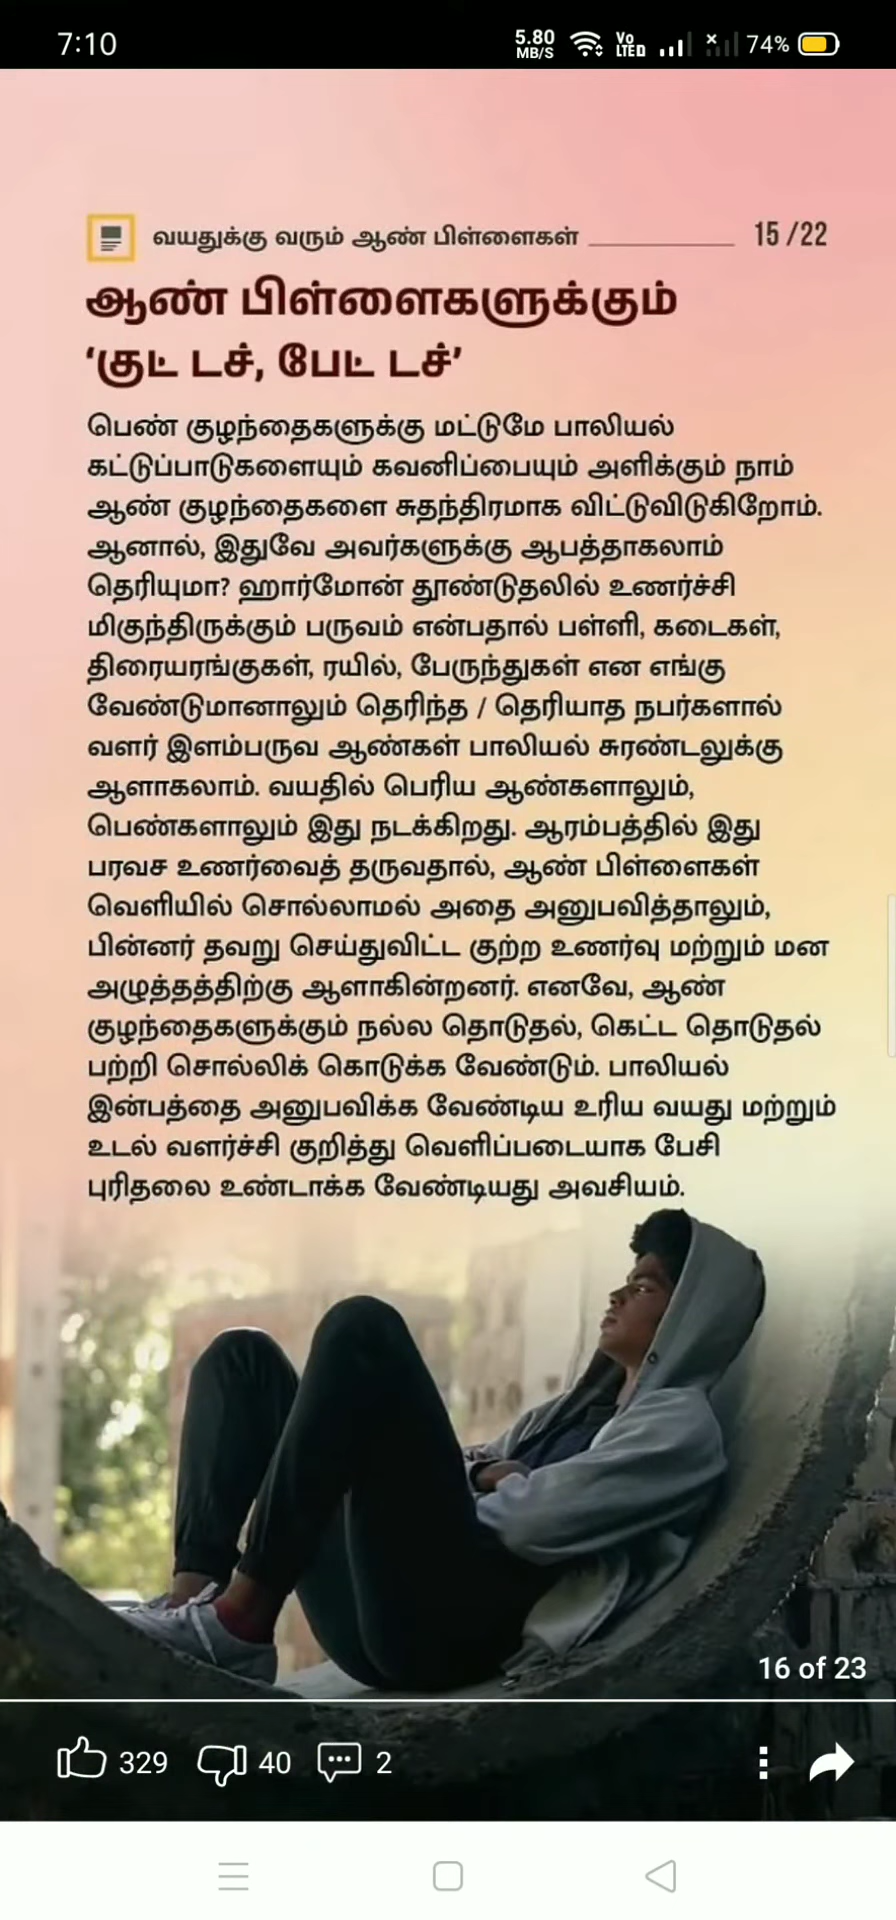 7:10
5.80
MB/S
Vo
LTED
74%
வயதுக்கு வரும் ஆண் பிள்ளைகள்
15 /22
ஆண் பிள்ளைகளுக்கும்
‘குட் டச், பேட் டச்’
பெண் குழந்தைகளுக்கு மட்டுமே பாலியல்
கட்டுப்பாடுகளையும் கவனிப்பையும் அளிக்கும் நாம்
ஆண் குழந்தைகளை சுதந்திரமாக விட்டுவிடுகிறோம்.
ஆனால், இதுவே அவர்களுக்கு ஆபத்தாகலாம்
தெரியுமா? ஹார்மோன் தூண்டுதலில் உணர்ச்சி
மிகுந்திருக்கும் பருவம் என்பதால் பள்ளி, கடைகள்,
திரையரங்குகள், ரயில், பேருந்துகள் என எங்கு
வேண்டுமானாலும் தெரிந்த / தெரியாத நபர்களால்
வளர் இளம்பருவ ஆண்கள் பாலியல் சுரண்டலுக்கு
ஆளாகலாம். வயதில் பெரிய ஆண்களாலும்,
பெண்களாலும் இது நடக்கிறது. ஆரம்பத்தில் இது
பரவச உணர்வைத் தருவதால், ஆண் பிள்ளைகள்
வெளியில் சொல்லாமல் அதை அனுபவித்தாலும்,
பின்னர் தவறு செய்துவிட்ட குற்ற உணர்வு மற்றும் மன
அழுத்தத்திற்கு ஆளாகின்றனர். எனவே, ஆண்
குழந்தைகளுக்கும் நல்ல தொடுதல், கெட்ட தொடுதல்
பற்றி சொல்லிக் கொடுக்க வேண்டும். பாலியல்
இன்பத்தை அனுபவிக்க வேண்டிய உரிய வயது மற்றும்
உடல் வளர்ச்சி குறித்து வெளிப்படையாக பேசி
புரிதலை உண்டாக்க வேண்டியது அவசியம்.
16 of 23
329
40
2